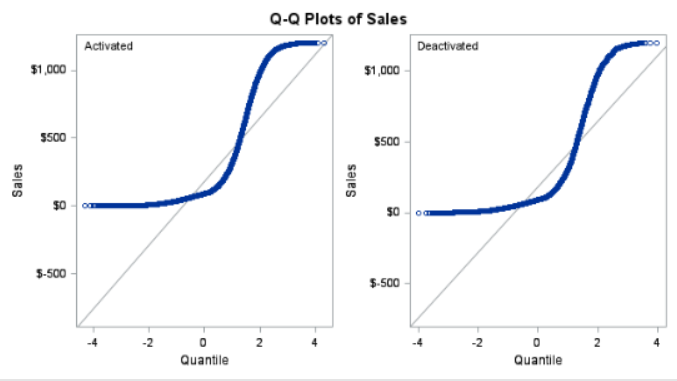 Q-Q Plots of Sales
Activated
$1,000
$500
$0
$-500
Sales
-4 -2 0 2 4
Quantile
Deactivated
$1,000
$500
$0
$-500
Sales
-4 -2 0 2 4
Quantile